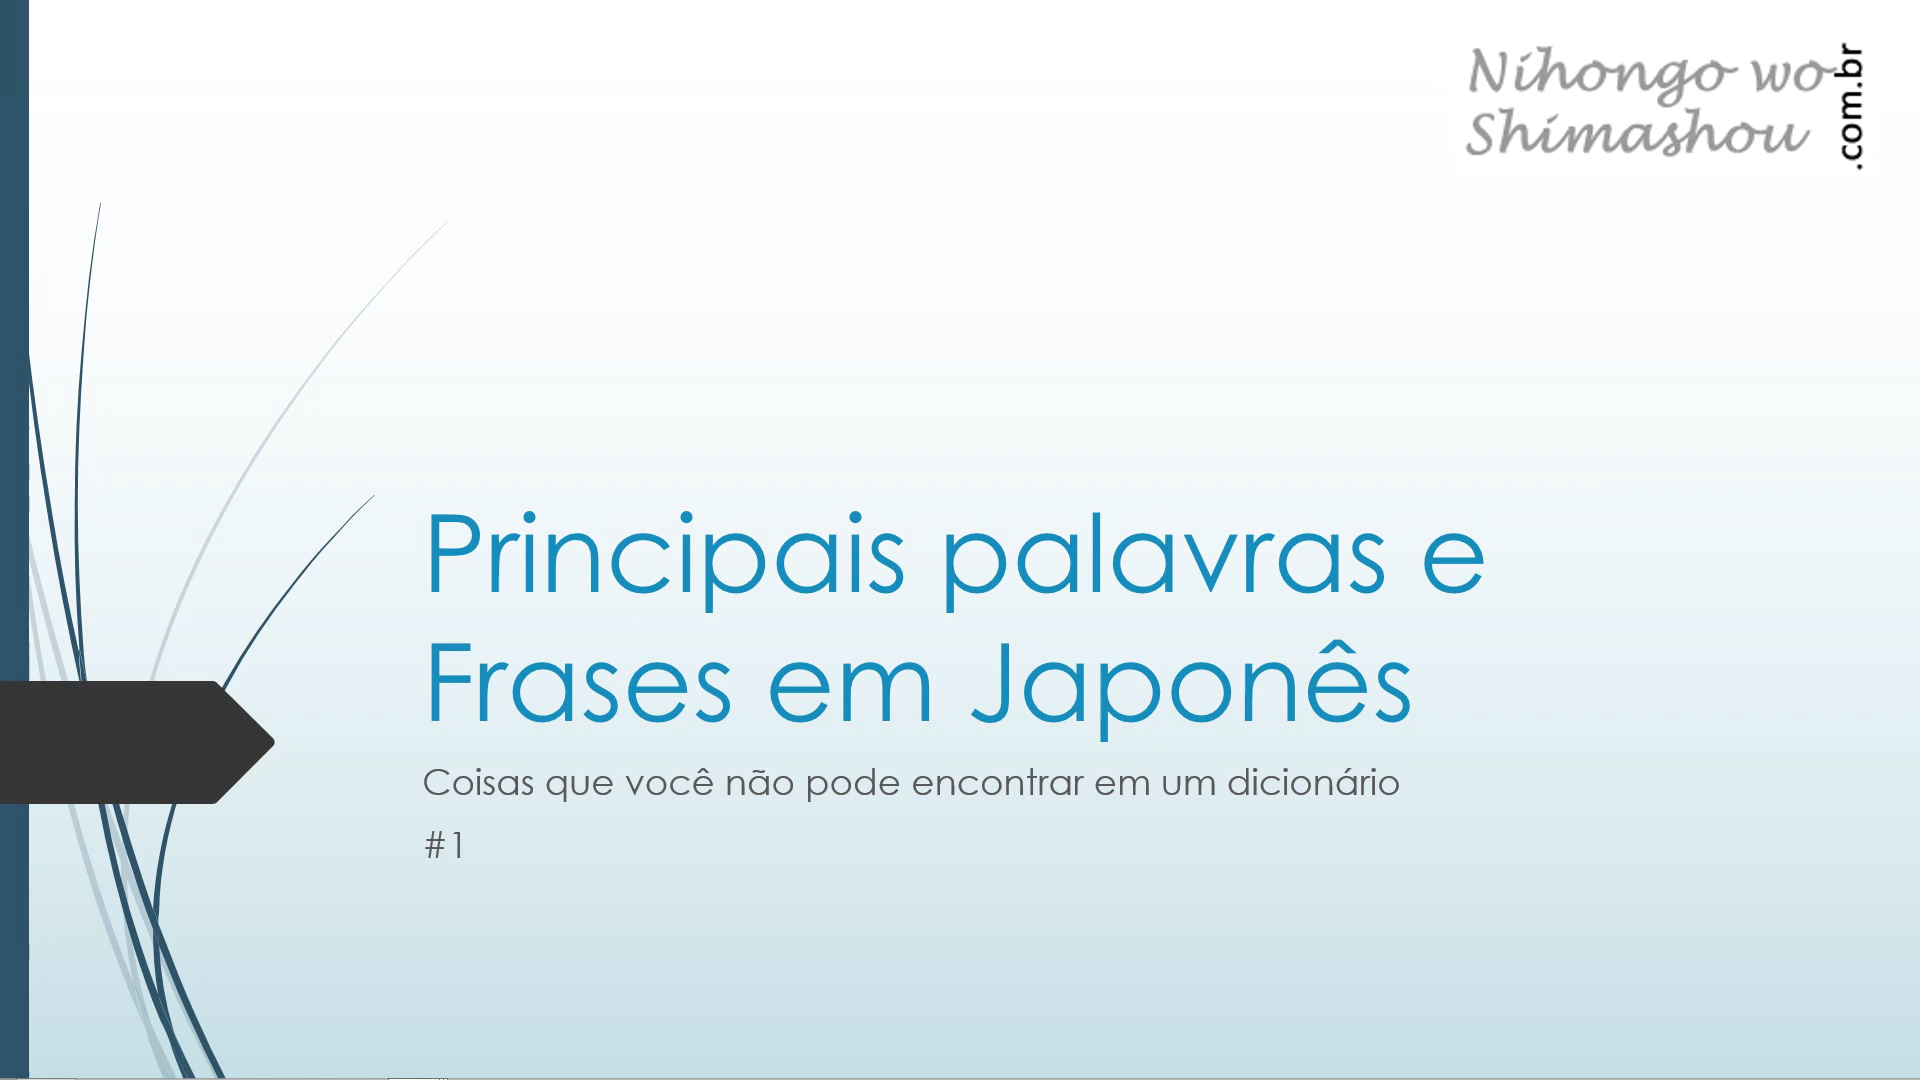 Nihongo wo
Shimashou
.com.br
Principais palavras e
Frases em Japonês
Coisas que você não pode encontrar em um dicionário
#1